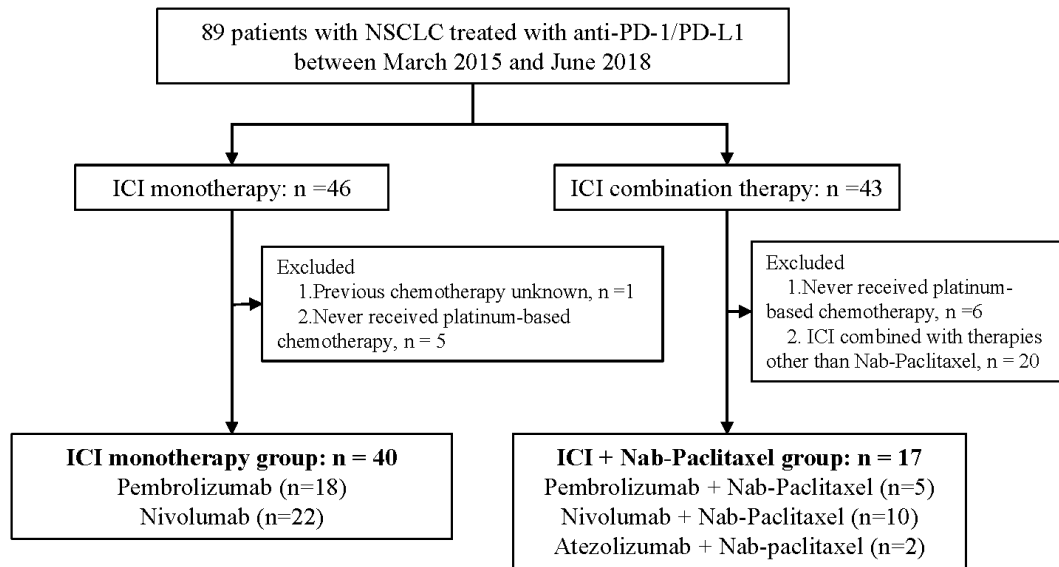 89 patients with NSCLC treated with anti-PD-1/PD-L1
between March 2015 and June 2018
ICI monotherapy: n =46
ICI combination therapy: n =43
Excluded
1.Previous chemotherapy unknown, n =1
2.Never received platinum-based
chemotherapy, n = 5
Excluded
1.Never received platinum-
based chemotherapy, n =6
2. ICI combined with therapies
other than Nab-Paclitaxel, n = 20
ICI monotherapy group: n = 40
Pembrolizumab (n=18)
Nivolumab (n=22)
ICI + Nab-Paclitaxel group: n = 17
Pembrolizumab + Nab-Paclitaxel (n=5)
Nivolumab + Nab-Paclitaxel (n=10)
Atezolizumab + Nab-paclitaxel (n=2)